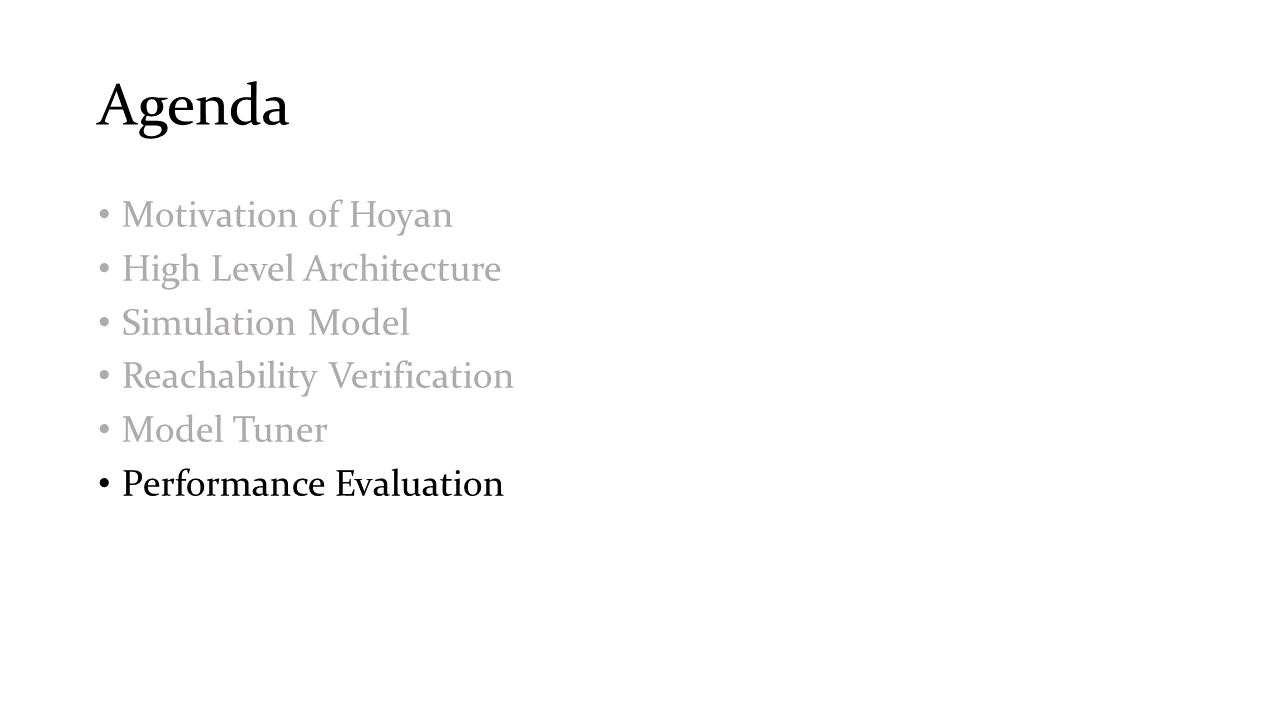 Agenda
• Motivation of Hoyan
• High Level Architecture
• Simulation Model
• Reachability Verification
• Model Tuner
• Performance Evaluation